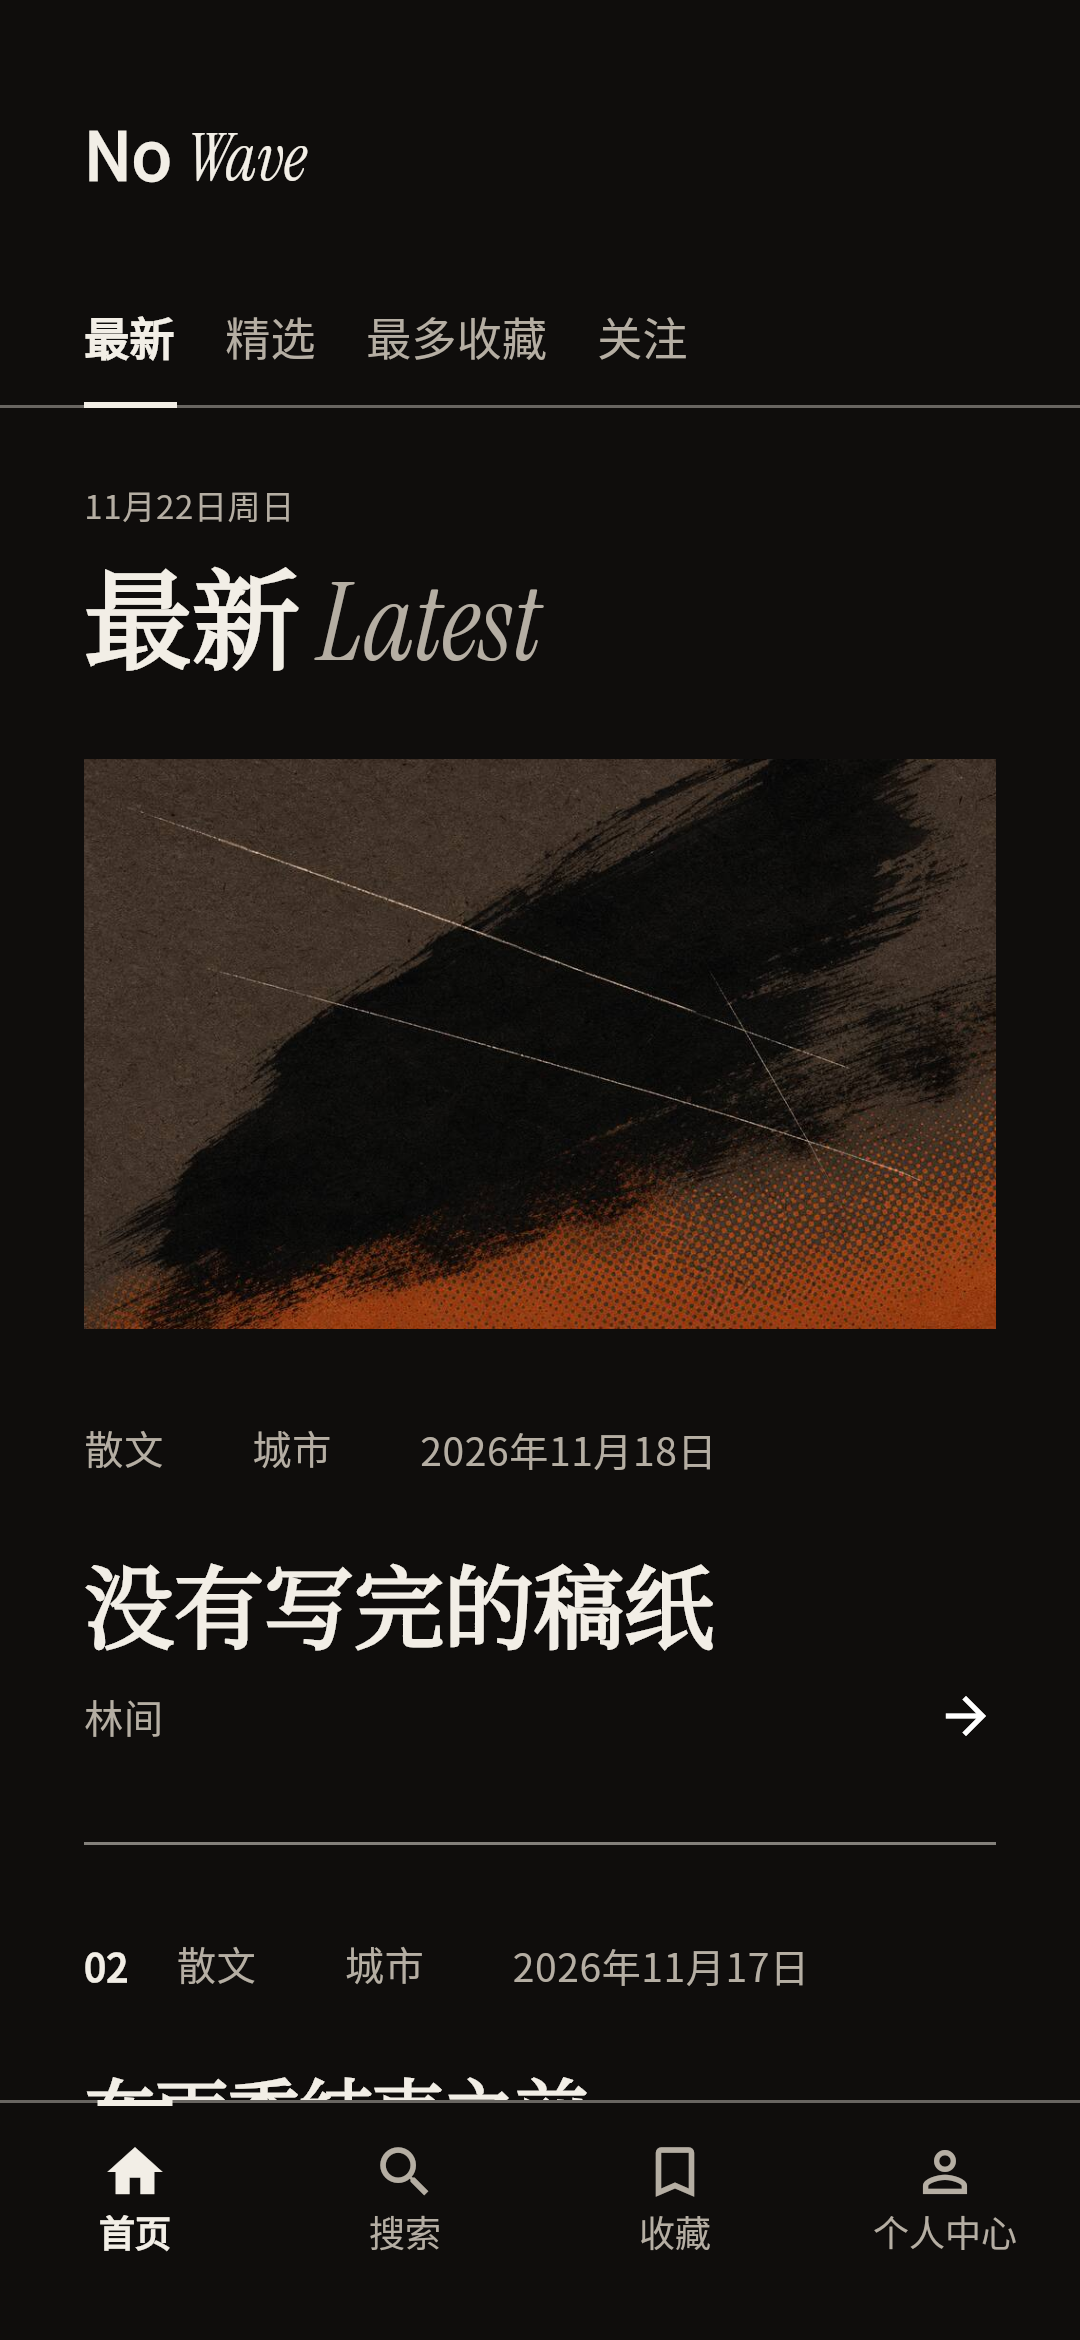 No Wave
最新 精选 最多收藏 关注
11月22日周日
最新 Latest
散文 城市 2026年11月18日
没有写完的稿纸
林间
02 散文 城市 2026年11月17日
首页 搜索 收藏 个人中心